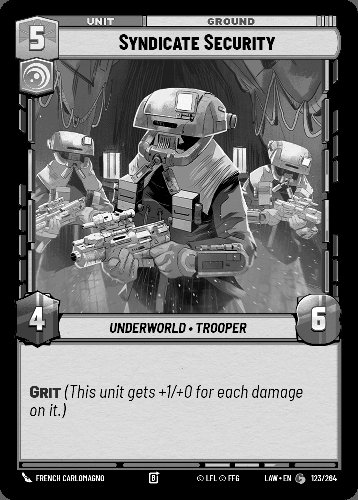 UNIT
GROUND
5
SYNDICATE SECURITY
4
6
UNDERWORLD • TROOPER
GRIT (This unit gets +1/+0 for each damage
on it.)
FRENCH CARLOMAGNO
© LFL © FFG
LAW • EN
C
123/264